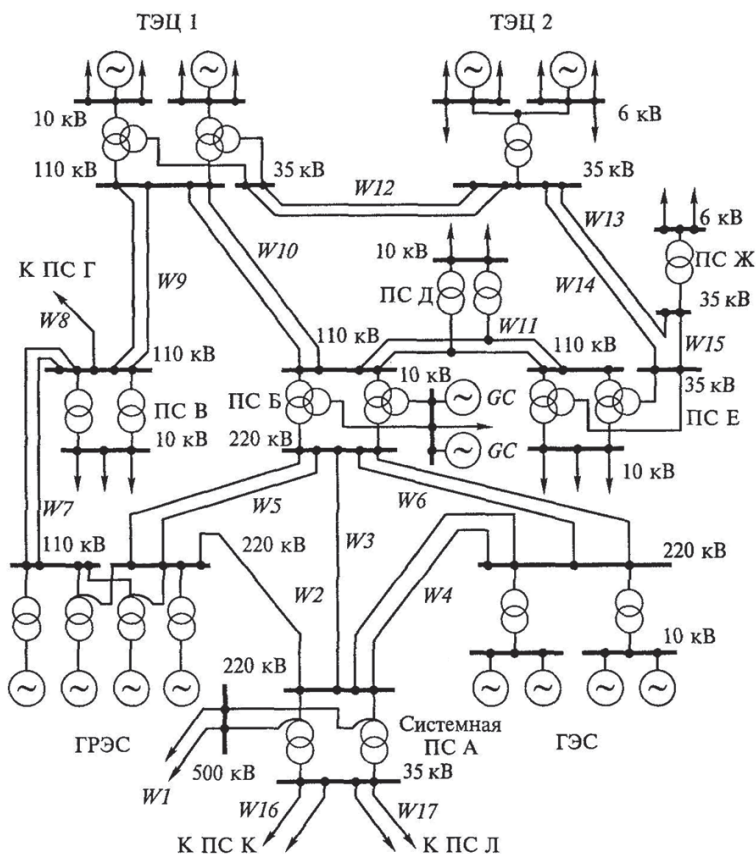 ТЭЦ 1
ТЭЦ 2
10 кВ
6 кВ
110 кВ
35 кВ
W12
35 кВ
W13
6 кВ
К ПС Г
W9
W10
10 кВ
ПС Д
W14
ПС Ж
35 кВ
W8
W11
W15
110 кВ
110 кВ
110 кВ
35 кВ
ПС В
ПС Б
10 кВ
GC
ПС Е
10 кВ
220 кВ
GC
10 кВ
W7
W5
W3
W6
110 кВ
220 кВ
W2
W4
220 кВ
10 кВ
220 кВ
ГРЭС
Системная
ПС А
ГЭС
W1
500 кВ
35 кВ
W16
W17
К ПС К
К ПС Л